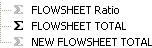 Σ FLOWSHEET Ratio
Σ FLOWSHEET TOTAL
Σ NEW FLOWSHEET TOTAL